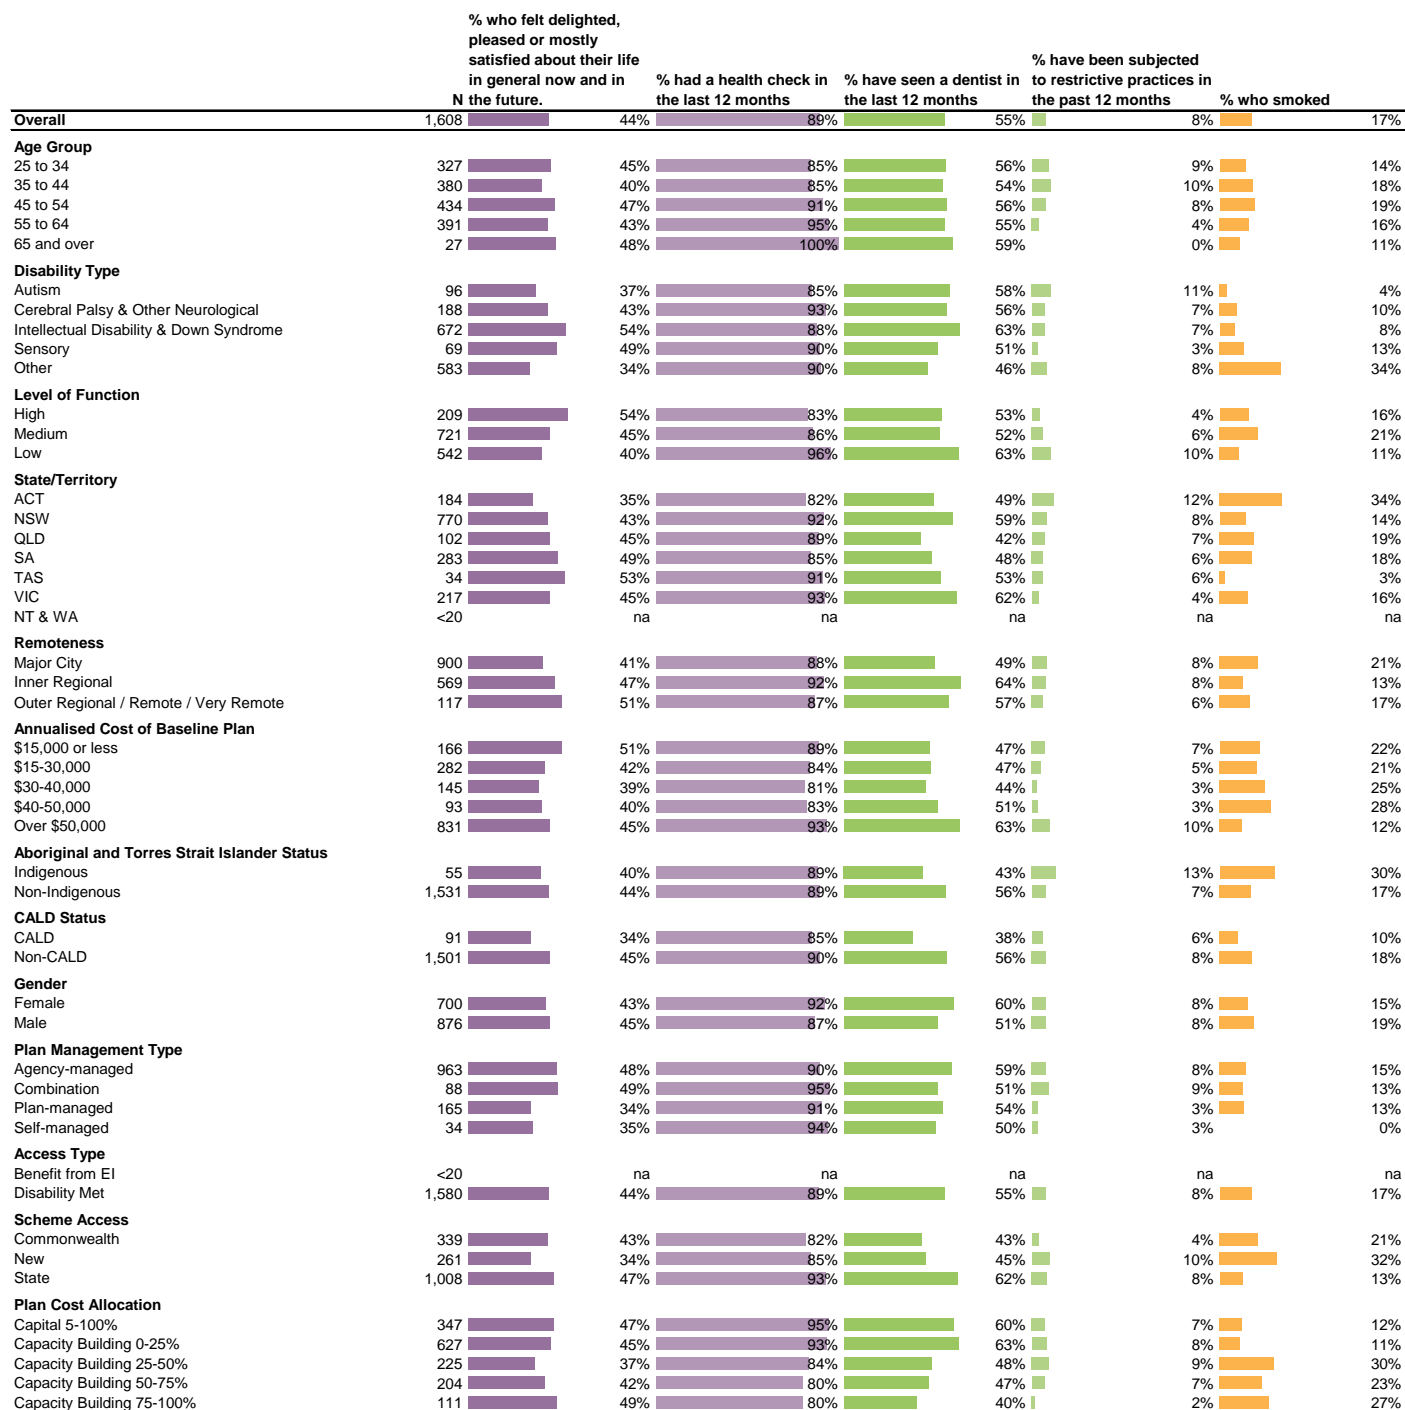 % who felt delighted,
pleased or mostly
satisfied about their life
in general now and in
the future.
% had a health check in
the last 12 months
% have seen a dentist in
the last 12 months
% have been subjected
to restrictive practices in
the past 12 months
% who smoked
N
Overall 1,608 44% 89% 55% 8% 17%
Age Group
25 to 34 327 45% 85% 56% 9% 14%
35 to 44 380 40% 85% 54% 10% 18%
45 to 54 434 47% 91% 56% 8% 19%
55 to 64 391 43% 95% 55% 4% 16%
65 and over 27 48% 100% 59% 0% 11%
Disability Type
Autism 96 37% 85% 58% 11% 4%
Cerebral Palsy & Other Neurological 188 43% 93% 56% 7% 10%
Intellectual Disability & Down Syndrome 672 54% 88% 63% 7% 8%
Sensory 69 49% 90% 51% 3% 13%
Other 583 34% 90% 46% 8% 34%
Level of Function
High 209 54% 83% 53% 4% 16%
Medium 721 45% 86% 52% 6% 21%
Low 542 40% 96% 63% 10% 11%
State/Territory
ACT 184 35% 82% 49% 12% 34%
NSW 770 43% 92% 59% 8% 14%
QLD 102 45% 89% 42% 7% 19%
SA 283 49% 85% 48% 6% 18%
TAS 34 53% 91% 53% 6% 3%
VIC 217 45% 93% 62% 4% 16%
NT & WA <20 na na na na na
Remoteness
Major City 900 41% 88% 49% 8% 21%
Inner Regional 569 47% 92% 64% 8% 13%
Outer Regional / Remote / Very Remote 117 51% 87% 57% 6% 17%
Annualised Cost of Baseline Plan
$15,000 or less 166 51% 89% 47% 7% 22%
$15-30,000 282 42% 84% 47% 5% 21%
$30-40,000 145 39% 81% 44% 3% 25%
$40-50,000 93 40% 83% 51% 3% 28%
Over $50,000 831 45% 93% 63% 10% 12%
Aboriginal and Torres Strait Islander Status
Indigenous 55 40% 89% 43% 13% 30%
Non-Indigenous 1,531 44% 89% 56% 7% 17%
CALD Status
CALD 91 34% 85% 38% 6% 10%
Non-CALD 1,501 45% 90% 56% 8% 18%
Gender
Female 700 43% 92% 60% 8% 15%
Male 876 45% 87% 51% 8% 19%
Plan Management Type
Agency-managed 963 48% 90% 59% 8% 15%
Combination 88 49% 95% 51% 9% 13%
Plan-managed 165 34% 91% 54% 3% 13%
Self-managed 34 35% 94% 50% 3% 0%
Access Type
Benefit from EI <20 na na na na na
Disability Met 1,580 44% 89% 55% 8% 17%
Scheme Access
Commonwealth 339 43% 82% 43% 4% 21%
New 261 34% 85% 45% 10% 32%
State 1,008 47% 93% 62% 8% 13%
Plan Cost Allocation
Capital 5-100% 347 47% 95% 60% 7% 12%
Capacity Building 0-25% 627 45% 93% 63% 8% 11%
Capacity Building 25-50% 225 37% 84% 48% 9% 30%
Capacity Building 50-75% 204 42% 80% 47% 7% 23%
Capacity Building 75-100% 111 49% 80% 40% 2% 27%